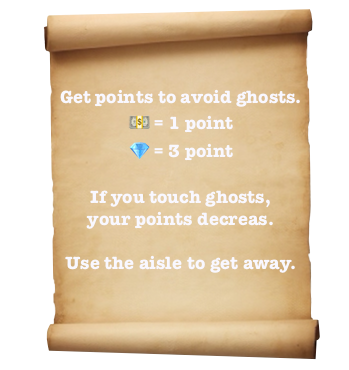 Get points to avoid ghosts.
💵 = 1 point
💎 = 3 point
If you touch ghosts,
your points decreas.
Use the aisle to get away.